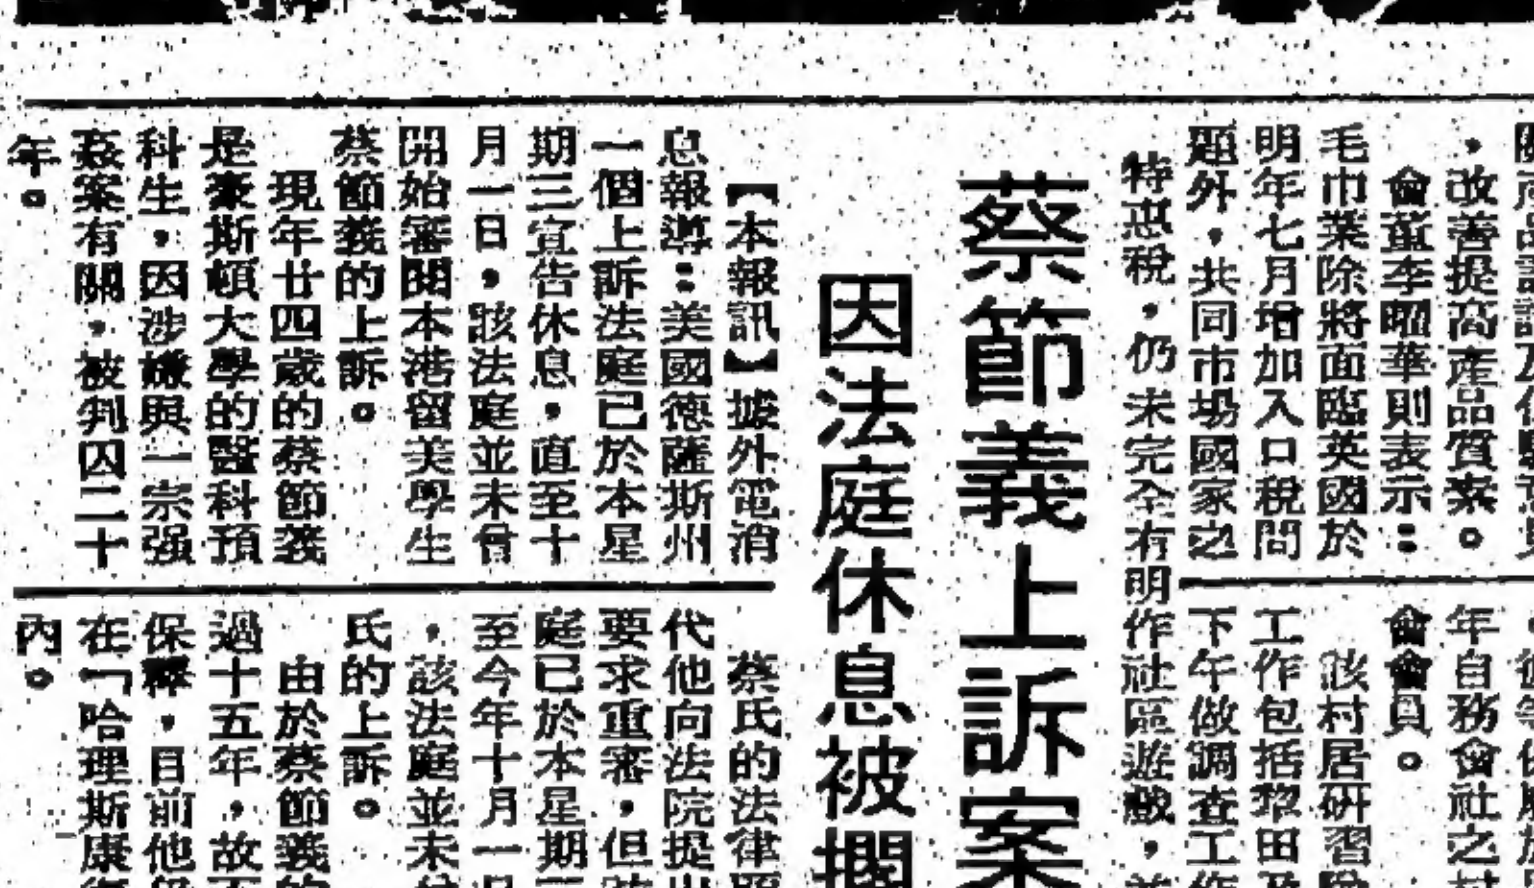 ，改善提高產品質素。
會董李曜華則表示：
毛巾業除將面臨英國於
明年七月增加入口稅問
題外，共同市場國家之
特惠稅，仍未完全有明
年自務會社之
會會員。
該村居研習
工作包括犂田及
下午做調查工作
作社區遊戲，並
蔡節義上訴案
因法庭休息被擱
【本報訊】據外電消
息報導：美國德薩斯州
一個上訴法庭已於本星
期三宣告休息，直至十
月一日，該法庭並未曾
開始審閱本港留美學生
蔡節義的上訴。
現年廿四歲的蔡節義
是豪斯頓大學的醫科預
科生，因涉嫌與一宗强
姦案有關，被判囚二十
年。
蔡氏的法律
代他向法院提出
要求重審，但
庭已於本星期三
至今年十月一日
，該法庭並未
氏的上訴。
由於蔡節義的
過十五年，故不
保釋，目前他
在「哈理斯康
內。